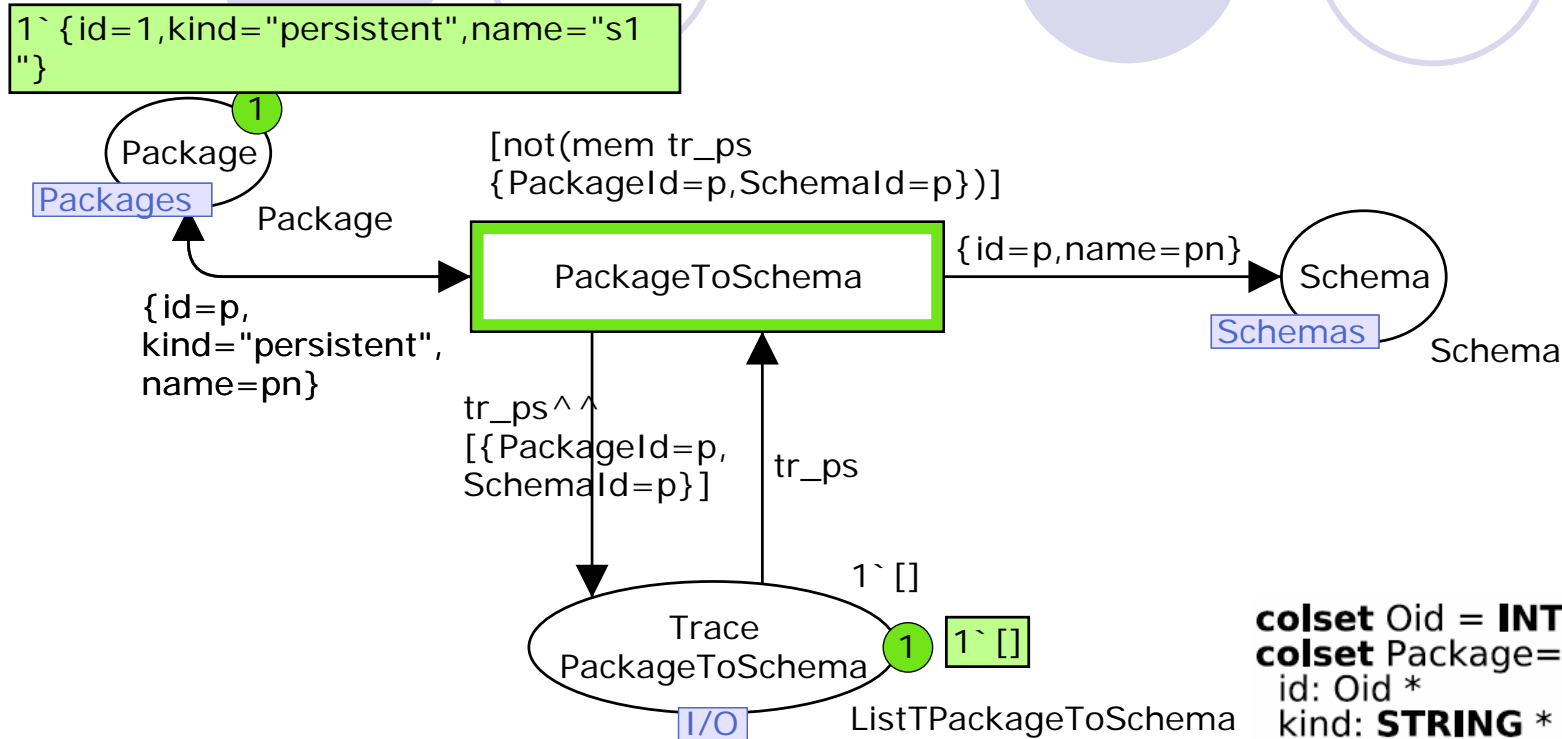 1`{id=1,kind="persistent",name="s1
"}
1
Package
Packages
Package
[not(mem tr_ps
{PackageId=p,SchemaId=p})]
PackageToSchema
{id=p,name=pn}
Schema
Schemas
Schema
{id=p,
kind="persistent",
name=pn}
tr_ps^^
[{PackageId=p,
SchemaId=p}]
tr_ps
1`[]
Trace
PackageToSchema
1
1`[]
I/O
ListTPackageToSchema
colset Oid = INT
colset Package=
id: Oid *
kind: STRING *